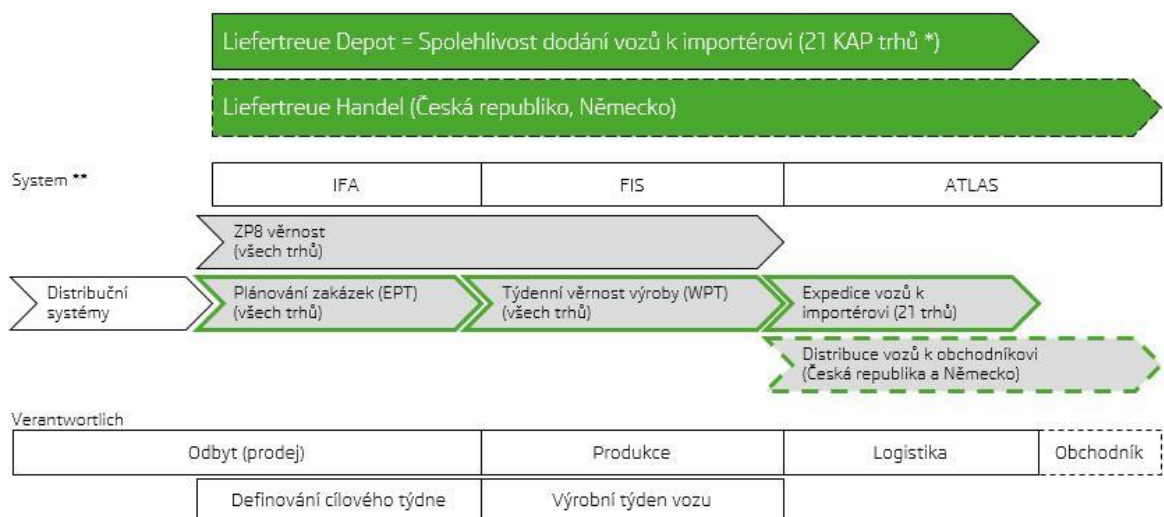 Liefertreue Depot = Spolehlivost dodání vozů k importérovi (21 KAP trhů *)
Liefertreue Handel (Česká republiko, Německo)
System **
IFA
FIS
ATLAS
ZP8 věrnost
(všech trhů)
Distribuční
systémy
Plánování zakázek (EPT)
(všech trhů)
Týdenní věrnost výroby (WPT)
(všech trhů)
Expedice vozů k
importérovi (21 trhů)
Distribuce vozů k obchodníkovi
(Česká republika a Německo)
Verantwortlich
Odbyt (prodej)
Produkce
Logistika
Obchodník
Definování cílového týdne
Výrobní týden vozu